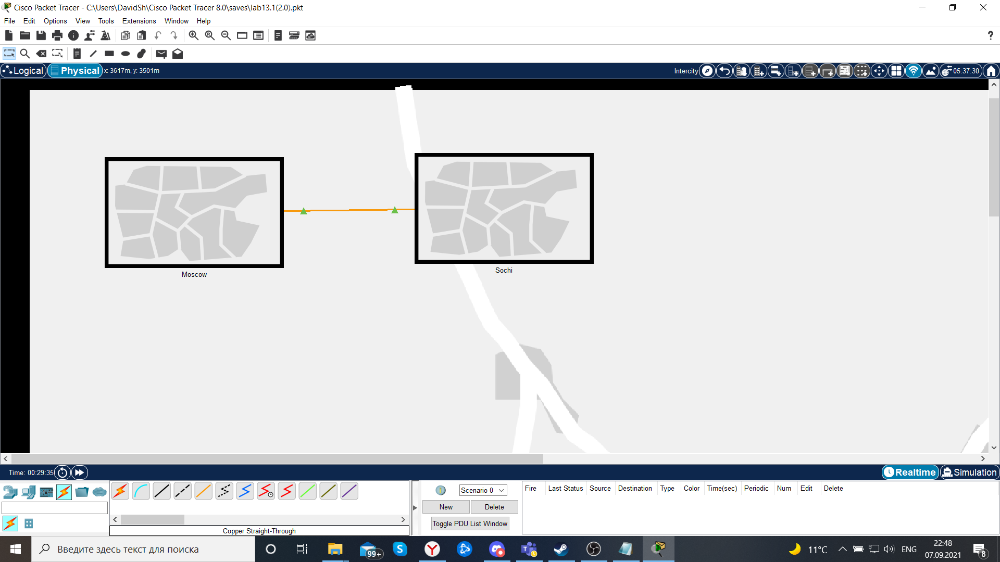 Cisco Packet Tracer - C:\Users\DavidSh\Cisco Packet Tracer 8.0\saves\lab13.1(2.0).pkt
File Edit Options View Tools Extensions Window Help
?
Logical Physical x: 3617m, y: 3501m Intercity 05:37:30
Moscow
Sochi
Time: 00:29:35 Realtime Simulation
Scenario 0
Fire Last Status Source Destination Type Color Time(sec) Periodic Num Edit Delete
New Delete
Toggle PDU List Window
Copper Straight-Through
Введите здесь текст для поиска
99+
11°C
ENG
22:48
07.09.2021
8